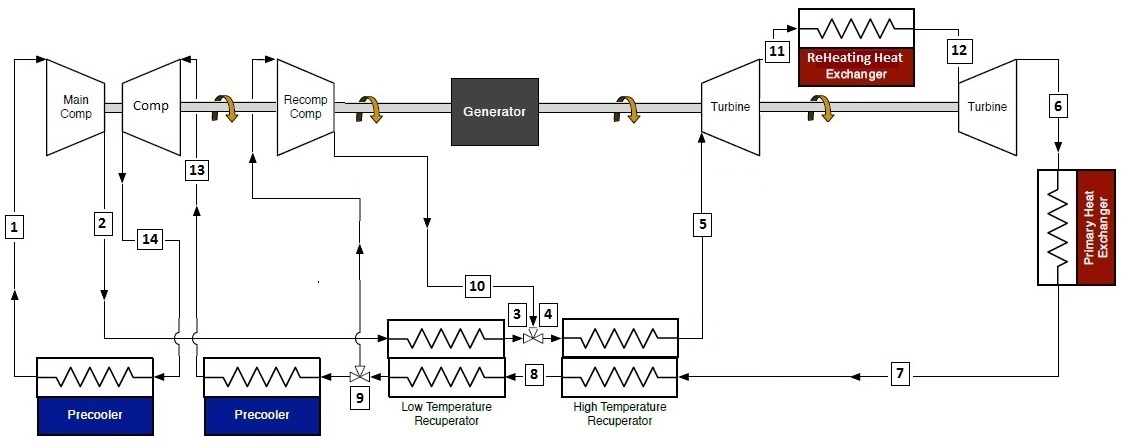 11
ReHeating Heat
Exchanger
12
Main
Comp
Comp
Recomp
Comp
Generator
Turbine
Turbine
6
13
1
2
14
5
Primary Heat
Exchanger
10
3
4
8
7
9
Precooler
Precooler
Low Temperature
Recuperator
High Temperature
Recuperator